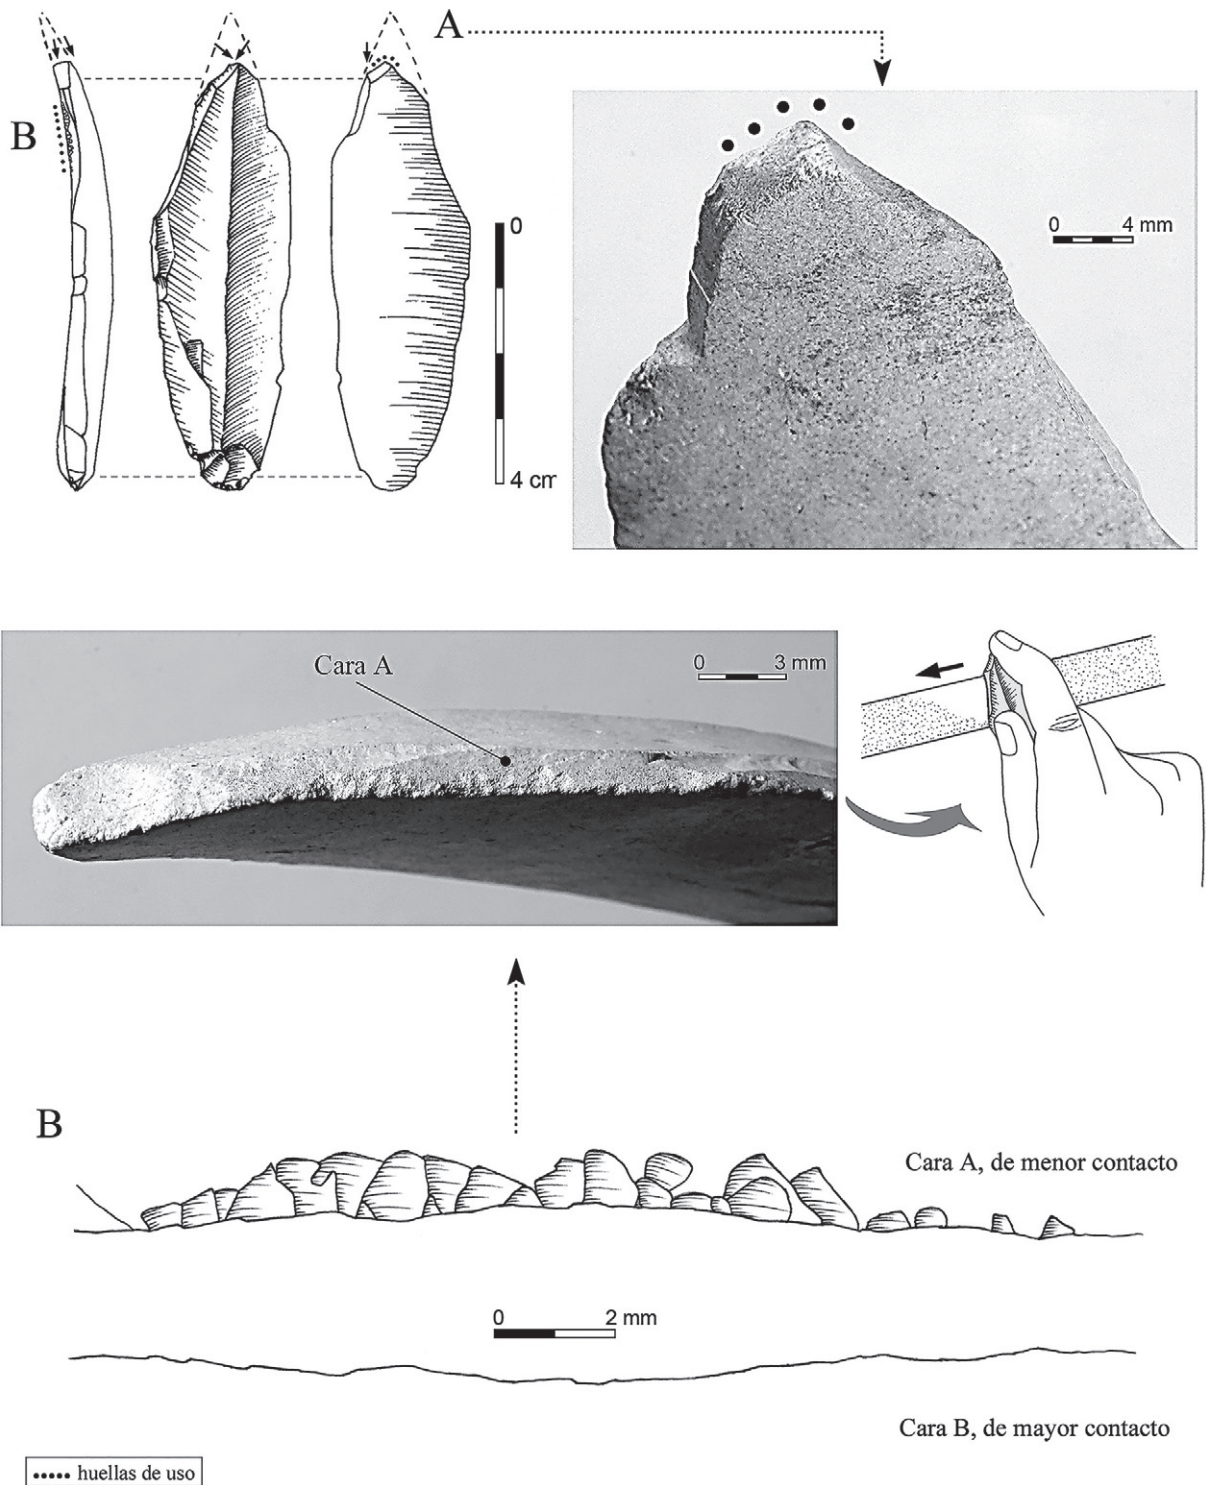 A
B
0
4 cm
0 4 mm
Cara A
0 3 mm
B
Cara A, de menor contacto
0 2 mm
Cara B, de mayor contacto
huellas de uso